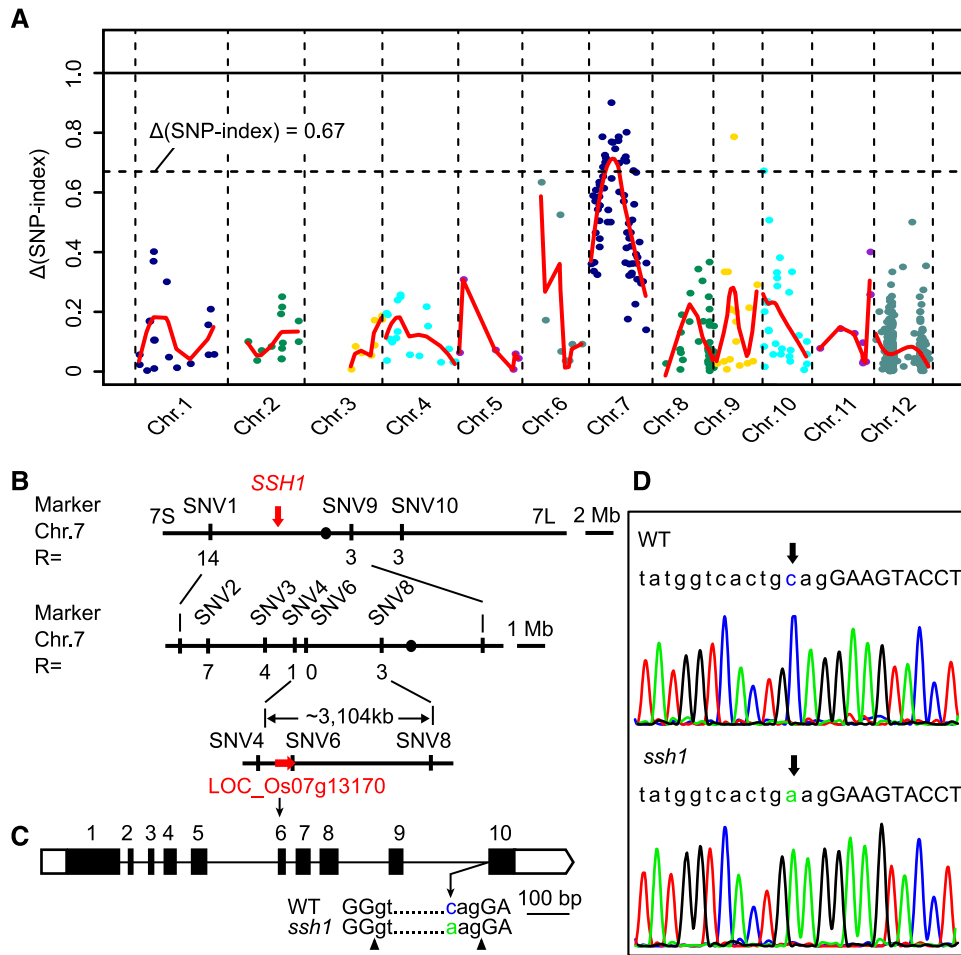 A
Δ(SNP-index)
1.0
0.8
0.6
0.4
0.2
0
Δ(SNP-index) = 0.67
Chr.1
Chr.2
Chr.3
Chr.4
Chr.5
Chr.6
Chr.7
Chr.8
Chr.9
Chr.10
Chr.11
Chr.12
B
SSH1
Marker SNV1 SNV9 SNV10
Chr.7 7S 7L 2 Mb
R= 14 3 3
Marker SNV2 SNV3 SNV4 SNV6 SNV8
Chr.7 1 Mb
R= 7 4 1 0 3
~3,104kb
SNV4 SNV6 SNV8
LOC_Os07g13170
C
1 2 3 4 5 6 7 8 9 10
WT GGgt......cagGA 100 bp
ssh1 GGgt......aagGA
D
WT
tatggtcactgcagGAAGTACCT
ssh1
tatggtcactgaagGAAGTACCT